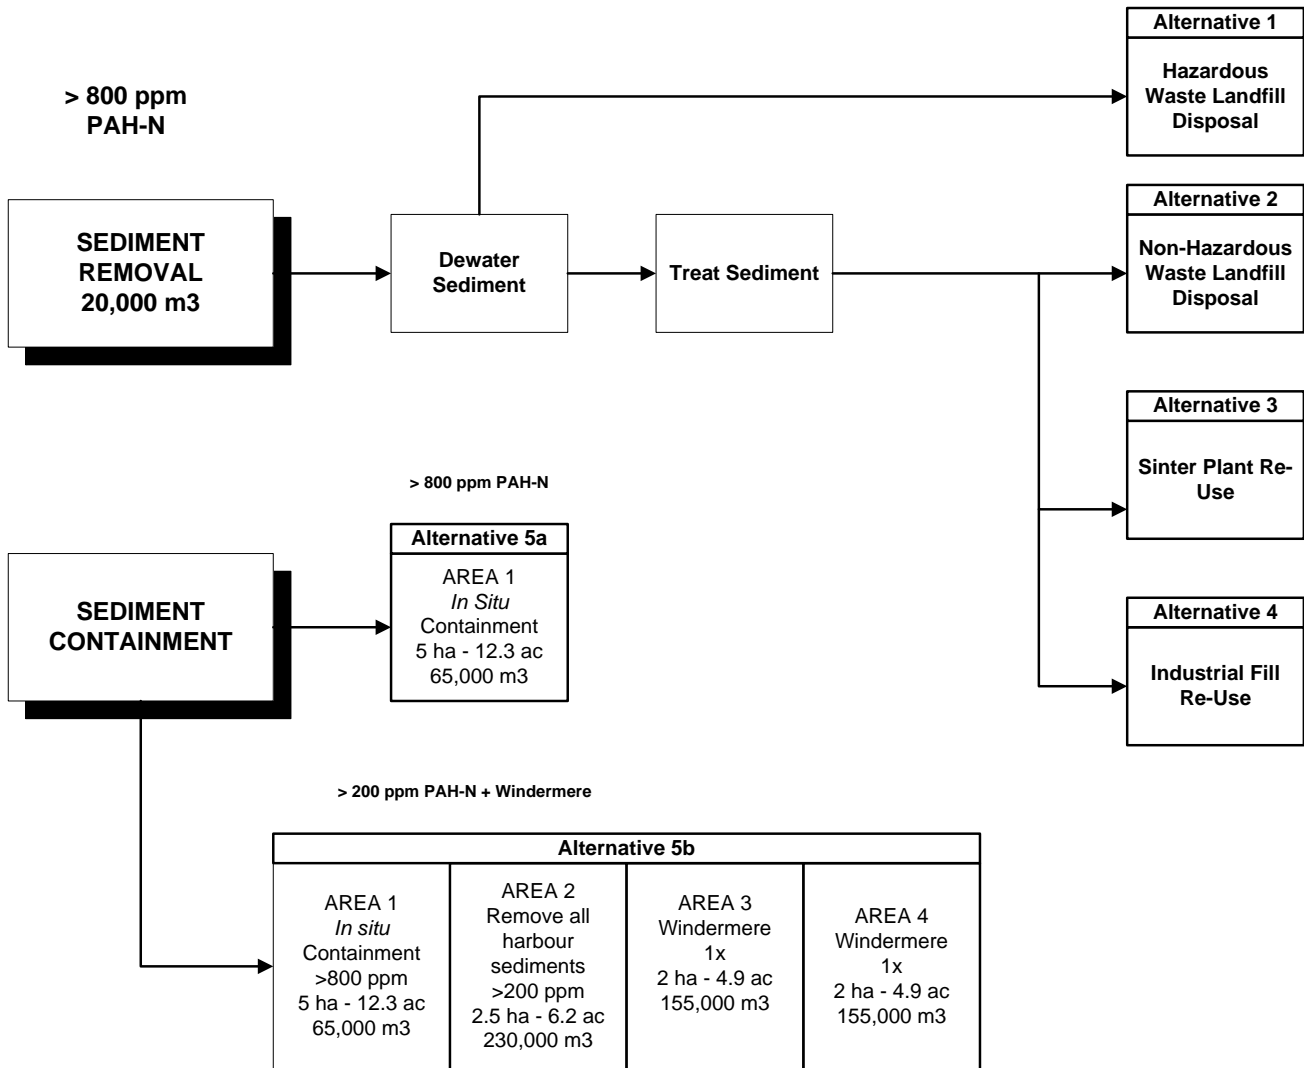 > 800 ppm
PAH-N
SEDIMENT
REMOVAL
20,000 m3
Dewater
Sediment
Treat Sediment
Alternative 1
Hazardous
Waste Landfill
Disposal
Alternative 2
Non-Hazardous
Waste Landfill
Disposal
Alternative 3
Sinter Plant Re-
Use
Alternative 4
Industrial Fill
Re-Use
> 800 ppm PAH-N
SEDIMENT
CONTAINMENT
Alternative 5a
AREA 1
In Situ
Containment
5 ha - 12.3 ac
65,000 m3
> 200 ppm PAH-N + Windermere
Alternative 5b
AREA 1
In situ
Containment
>800 ppm
5 ha - 12.3 ac
65,000 m3
AREA 2
Remove all
harbour
sediments
>200 ppm
2.5 ha - 6.2 ac
230,000 m3
AREA 3
Windermere
1x
2 ha - 4.9 ac
155,000 m3
AREA 4
Windermere
1x
2 ha - 4.9 ac
155,000 m3